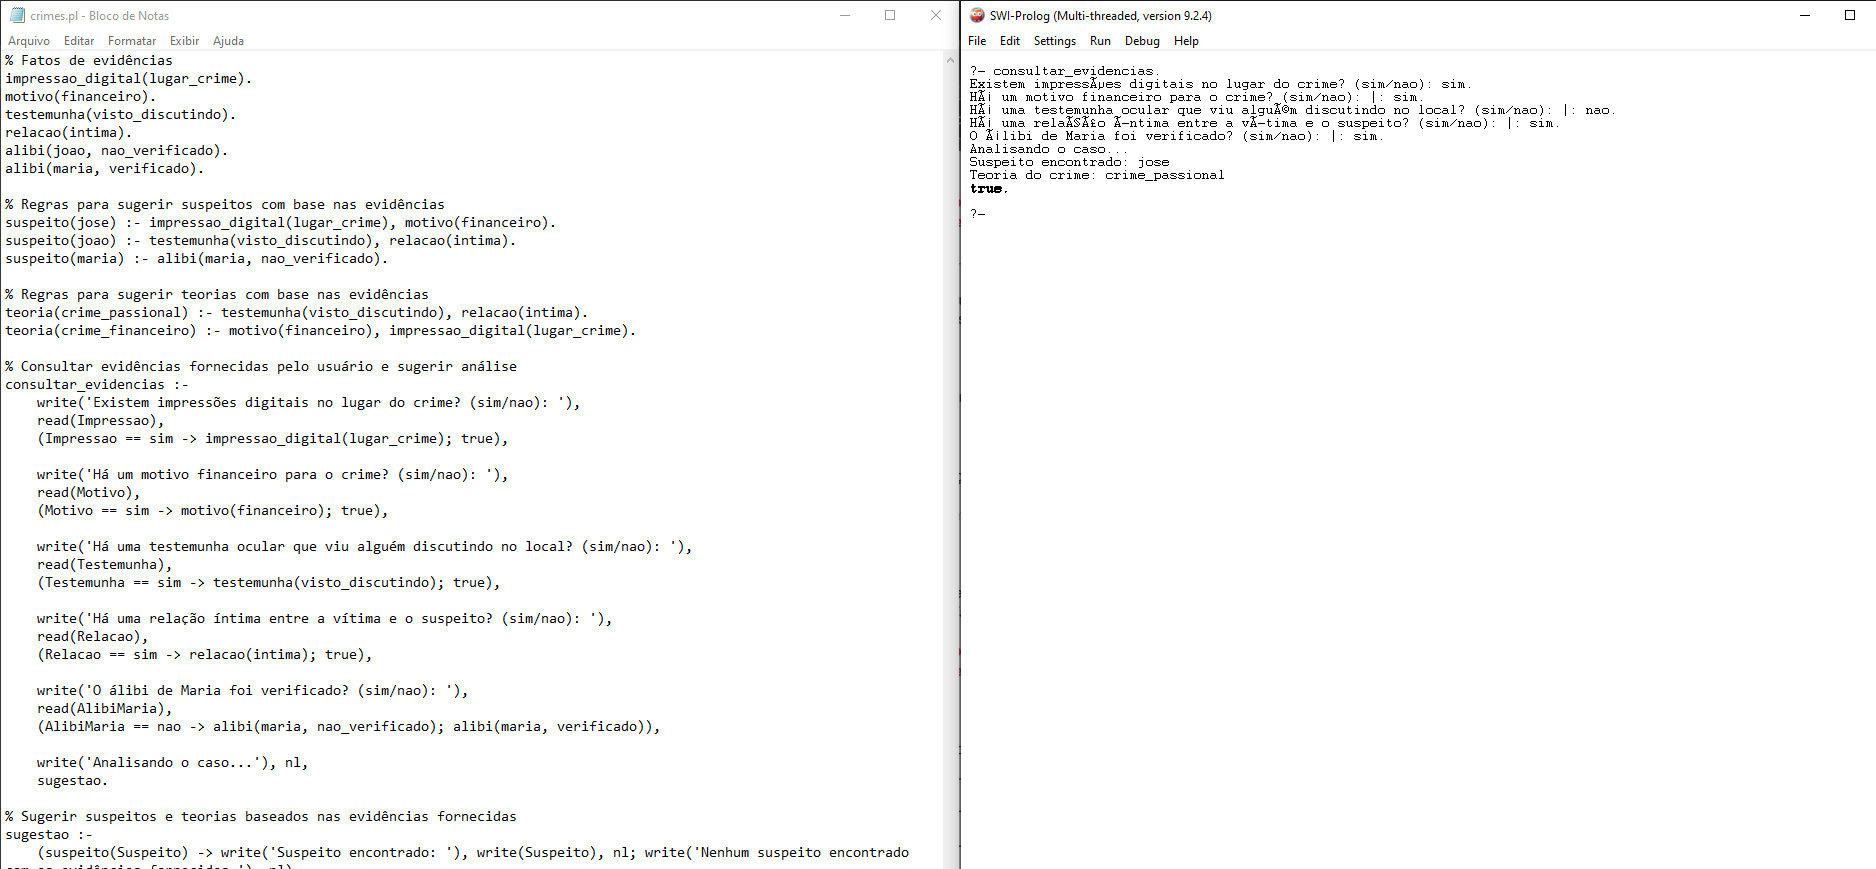 crimes.pl - Bloco de Notas
Arquivo Editar Formatar Exibir Ajuda
% Fatos de evidências
impressao_digital(lugar_crime).
motivo(financeiro).
testemunha(visto_discutindo).
relacao(intima).
alibi(joao, nao_verificado).
alibi(maria, verificado).
% Regras para sugerir suspeitos com base nas evidências
suspeito(jose) :- impressao_digital(lugar_crime), motivo(financeiro).
suspeito(joao) :- testemunha(visto_discutindo), relacao(intima).
suspeito(maria) :- alibi(maria, nao_verificado).
% Regras para sugerir teorias com base nas evidências
teoria(crime_passional) :- testemunha(visto_discutindo), relacao(intima).
teoria(crime_financeiro) :- motivo(financeiro), impressao_digital(lugar_crime).
% Consultar evidências fornecidas pelo usuário e sugerir análise
consultar_evidencias :-
write('Existem impressões digitais no lugar do crime? (sim/nao): '),
read(Impressao),
(Impressao == sim -> impressao_digital(lugar_crime); true),
write('Há um motivo financeiro para o crime? (sim/nao): '),
read(Motivo),
(Motivo == sim -> motivo(financeiro); true),
write('Há uma testemunha ocular que viu alguém discutindo no local? (sim/nao): '),
read(Testemunha),
(Testemunha == sim -> testemunha(visto_discutindo); true),
write('Há uma relação íntima entre a vítima e o suspeito? (sim/nao): '),
read(Relacao),
(Relacao == sim -> relacao(intima); true),
write('O álibi de Maria foi verificado? (sim/nao): '),
read(AlibiMaria),
(AlibiMaria == nao -> alibi(maria, nao_verificado); alibi(maria, verificado)),
write('Analisando o caso...'), nl,
sugestao.
% Sugerir suspeitos e teorias baseados nas evidências fornecidas
sugestao :-
(suspeito(Suspeito) -> write('Suspeito encontrado: '), write(Suspeito), nl; write('Nenhum suspeito encontrado
SWI-Prolog (Multi-threaded, version 9.2.4)
File Edit Settings Run Debug Help
?- consultar_evidencias.
Existem impressÃµes digitais no lugar do crime? (sim/nao): sim.
HÃ¡ um motivo financeiro para o crime? (sim/nao): |: sim.
HÃ¡ uma testemunha ocular que viu alguÃ©m discutindo no local? (sim/nao): |: nao.
HÃ¡ uma relaÃ§Ã£o Ã­ntima entre a vÃ­tima e o suspeito? (sim/nao): |: sim.
O Ã¡libi de Maria foi verificado? (sim/nao): |: sim.
Analisando o caso...
Suspeito encontrado: jose
Teoria do crime: crime_passional
true.
?-